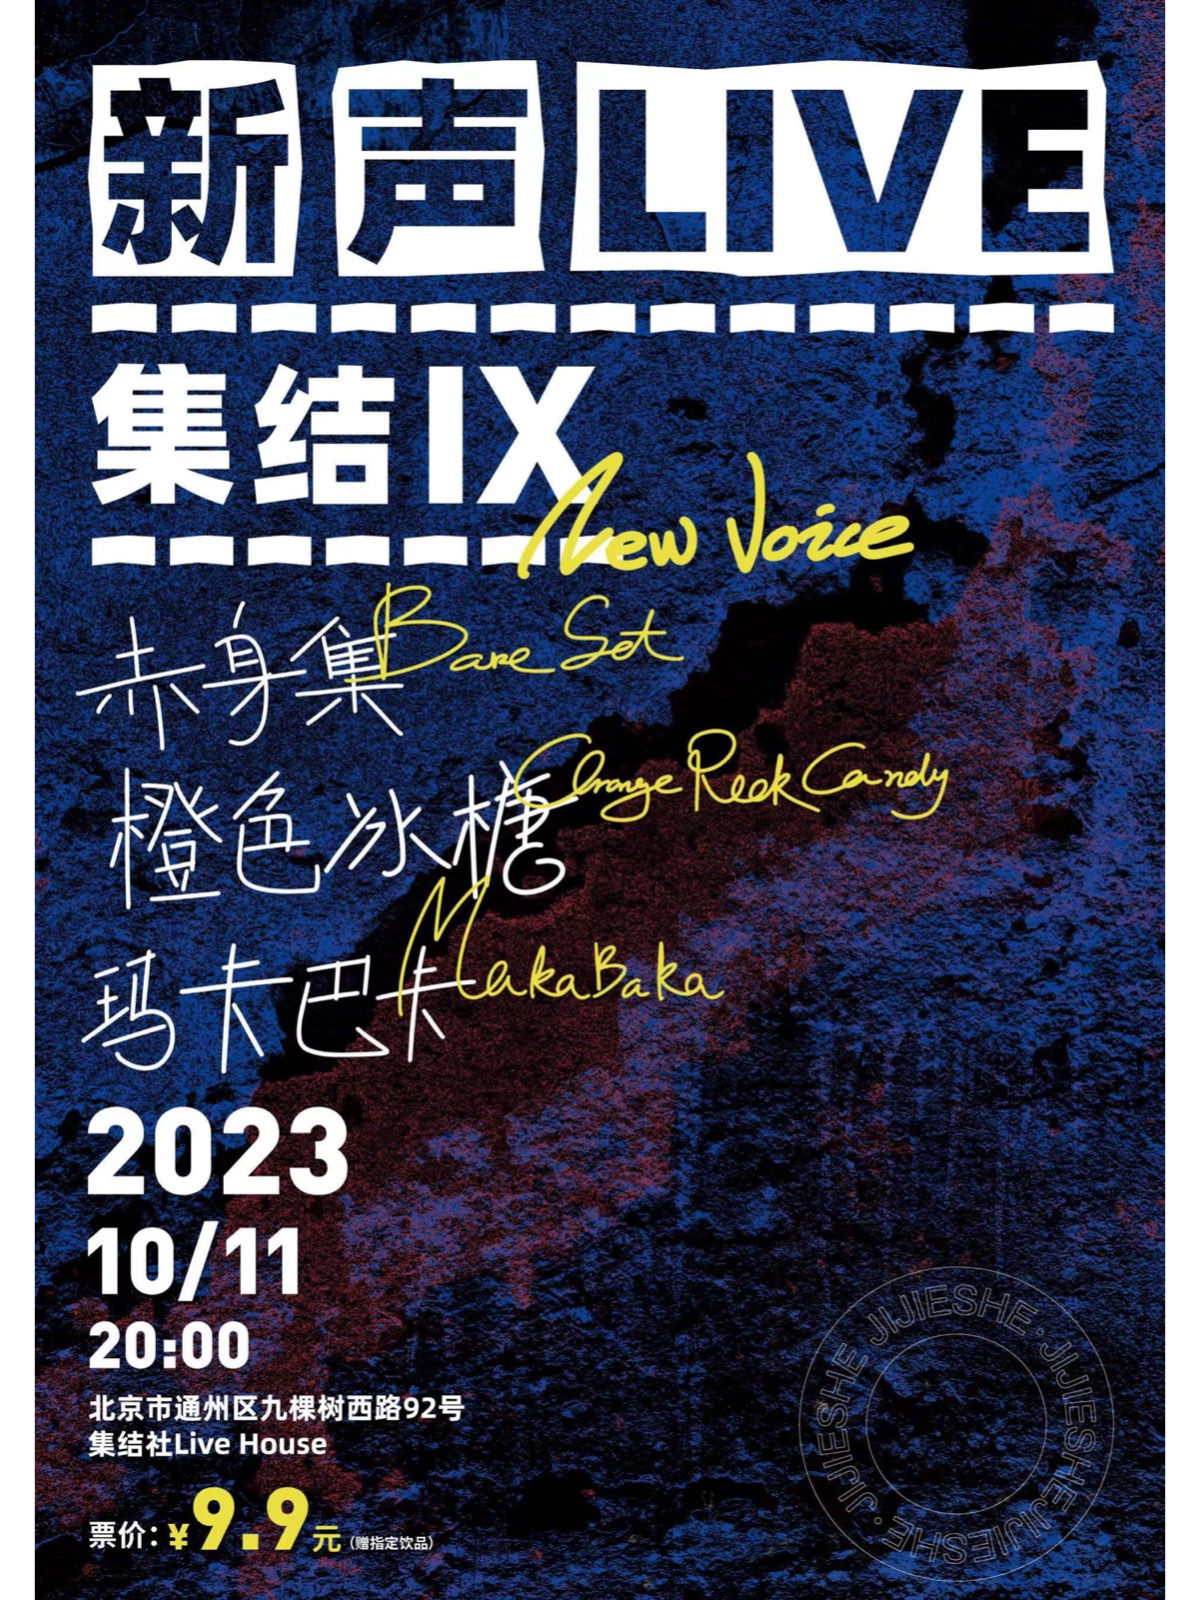 新声LIVE
集结IX
New Voice
赤身集
Bare Set
橙色冰糖
Orange Rock Candy
玛卡巴卡
MakaBaka
2023
10/11
20:00
北京市通州区九棵树西路92号
集结社Live House
票价：¥9.9元（赠指定饮品）
JIJIESHE · JIJIESHE JIJIESHE · JIJIESHE JIJIESHE